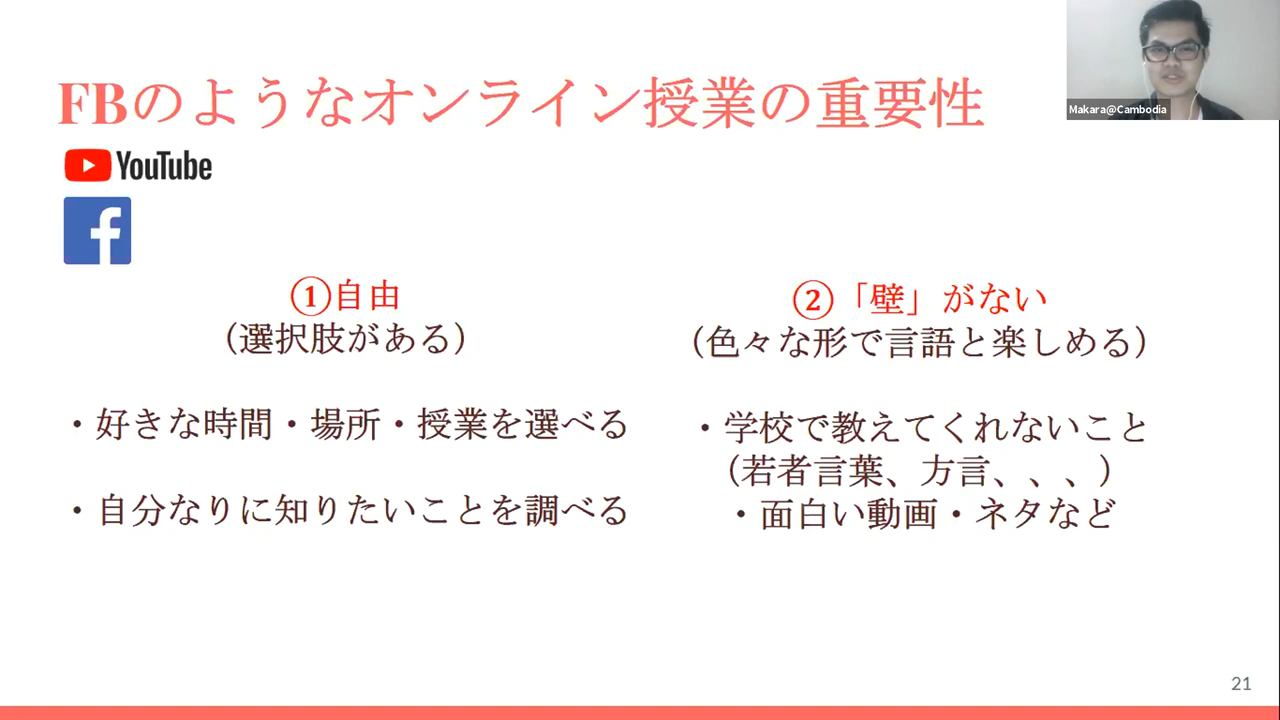 FBのようなオンライン授業の重要性
Makara@Cambodia
YouTube
①自由
（選択肢がある）
・好きな時間・場所・授業を選べる
・自分なりに知りたいことを調べる
②「壁」がない
（色々な形で言語と楽しめる）
・学校で教えてくれないこと
（若者言葉、方言、、、）
・面白い動画・ネタなど
21